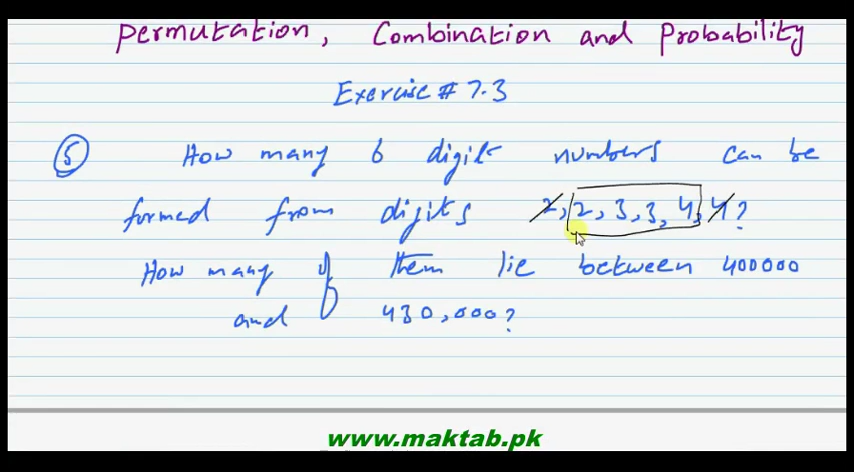 Permutation, Combination and Probability
Exercise # 7.3
5 How many 6 digits numbers can be
formed from digits 2, 2, 3, 3, 4, 4?
How many of them lie between 400000
and 430,000?
www.maktab.pk